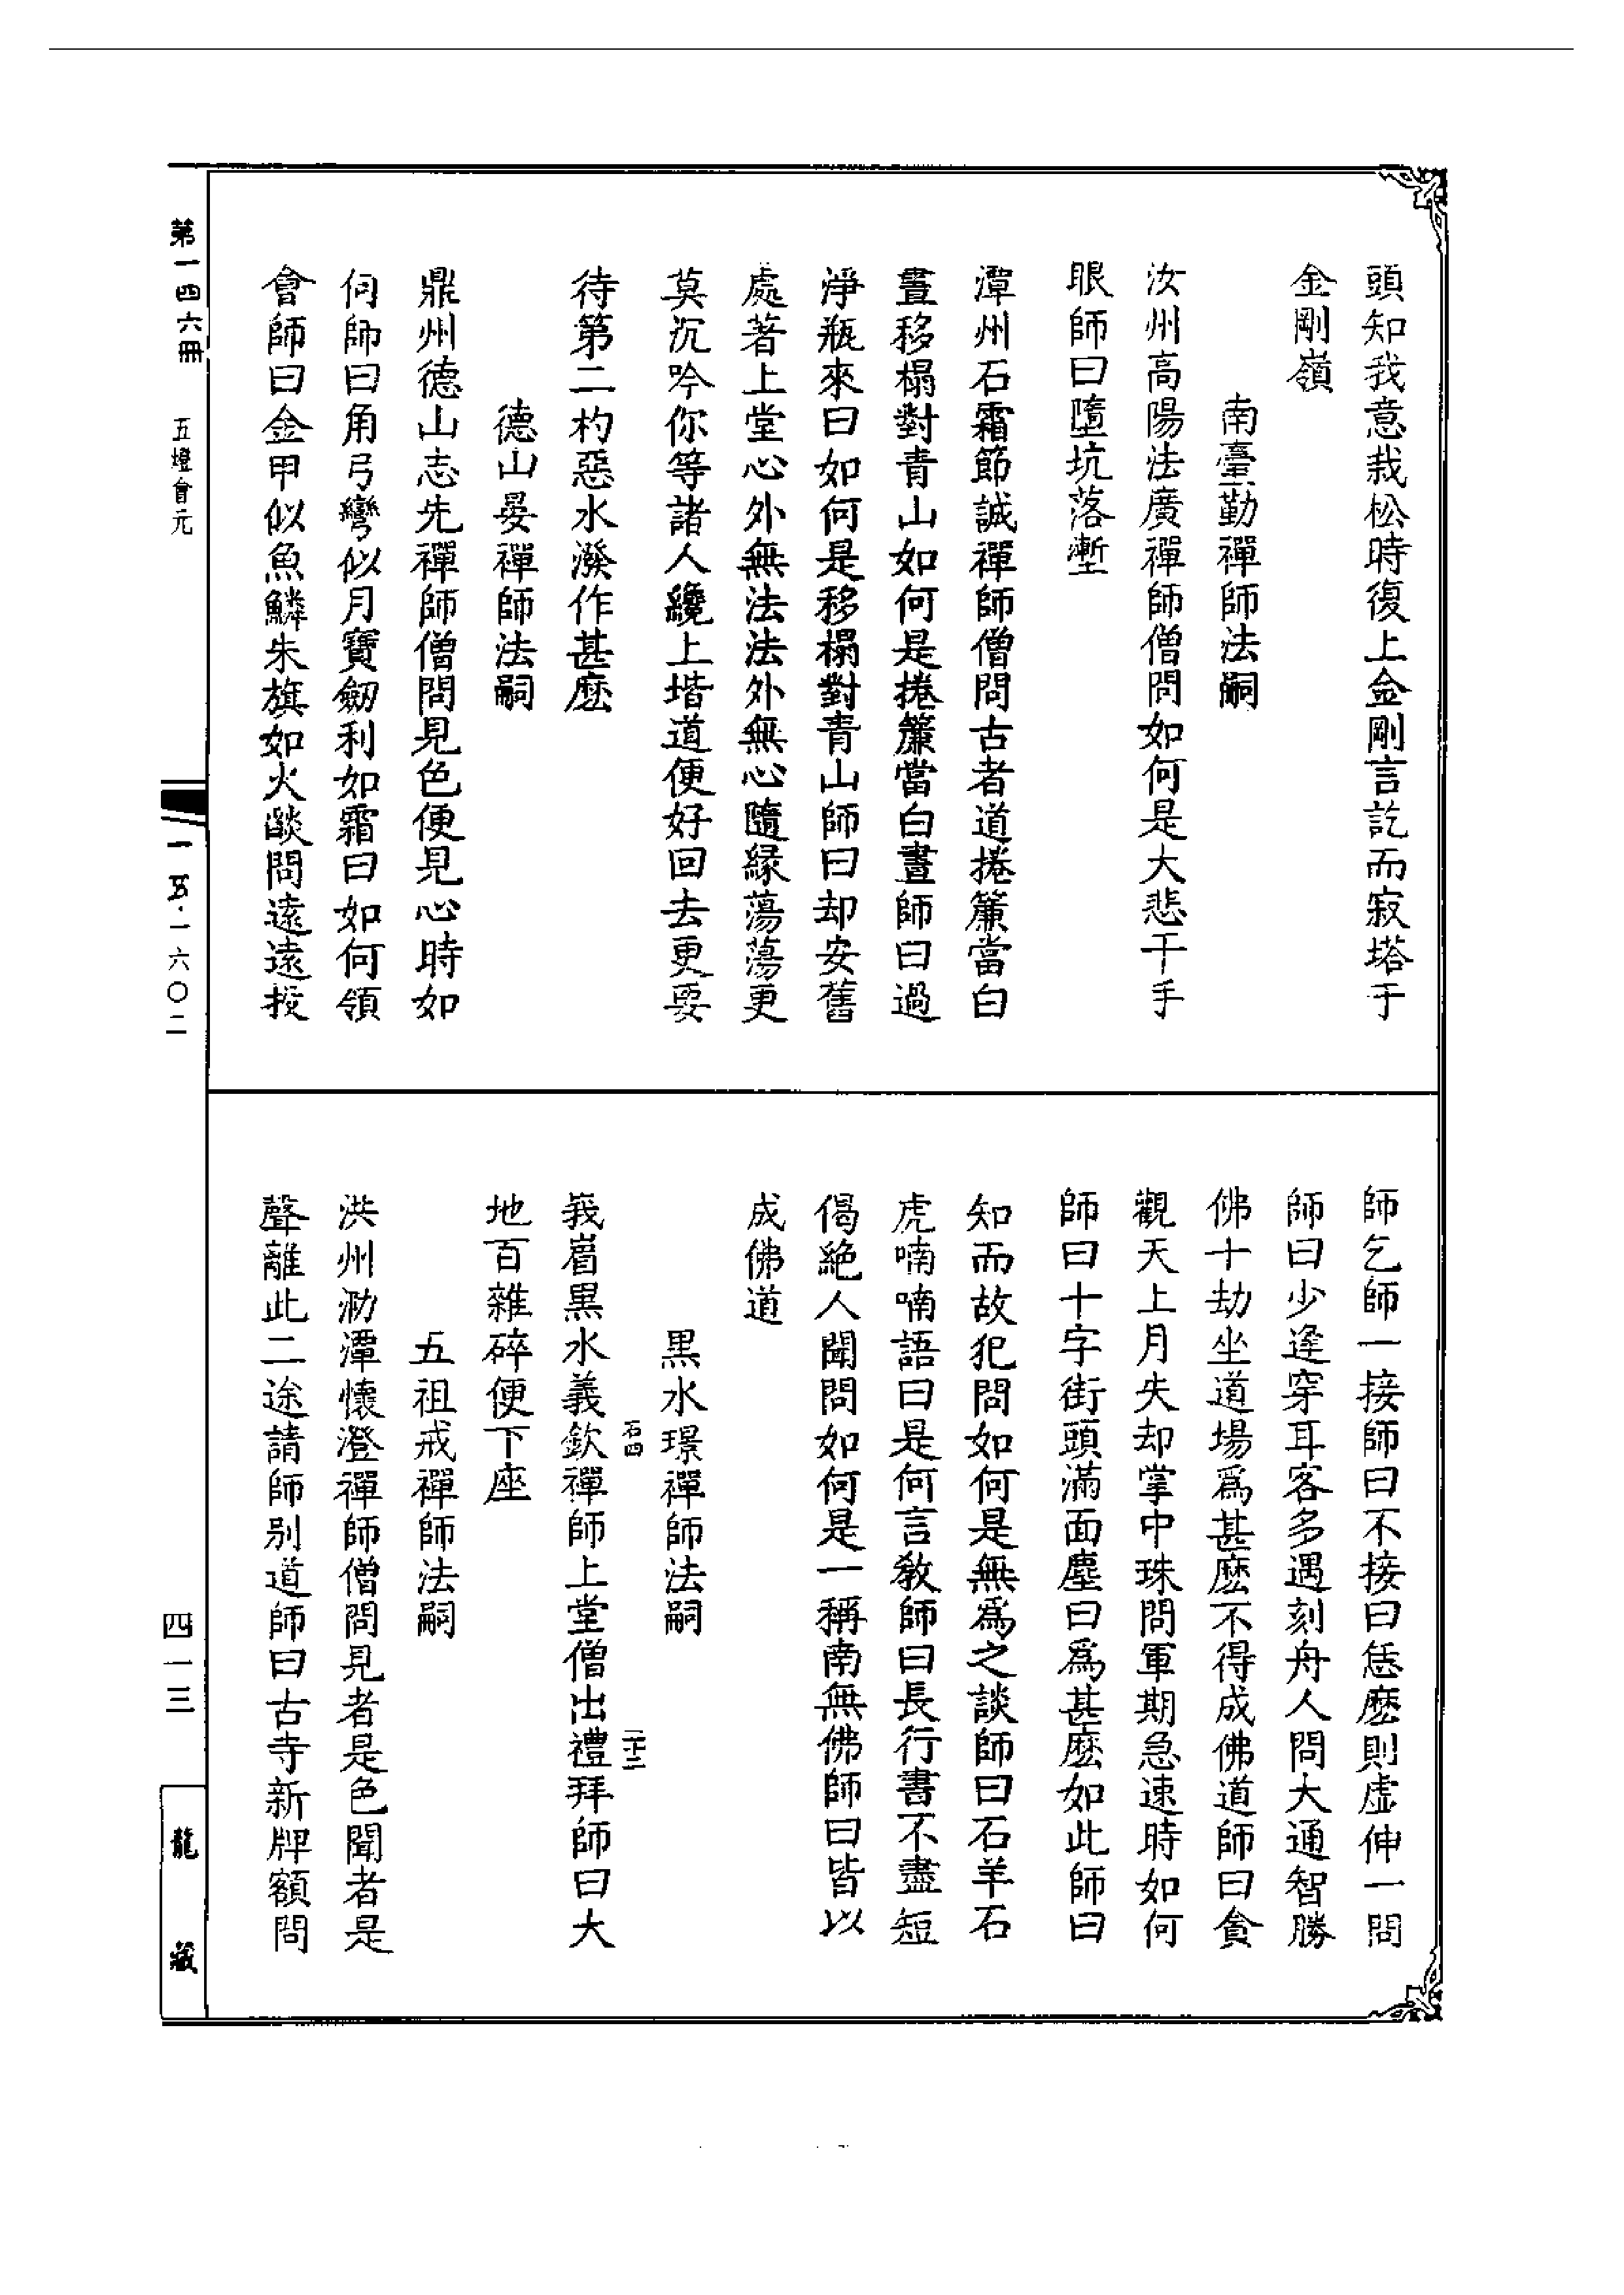 頭知我意栽松時復上金剛言訖而寂塔于
金剛嶺
南臺勤禪師法嗣
汝州高陽法廣禪師僧問如何是大悲千手
眼師曰墮坑落塹
潭州石霜節誠禪師僧問古者道捲簾當白
晝移榻對青山如何是捲簾當白晝師曰過
淨瓶來曰如何是移榻對青山師曰却安舊
處著上堂心外無法法外無心隨緣蕩蕩更
莫沉吟你等諸人纔上堦道便好回去更要
待第二杓惡水潑作甚麽
德山晏禪師法嗣
鼎州德山志先禪師僧問見色便見心時如
何師曰角弓彎似月寶劒利如霜曰如何領
會師曰金甲似魚鱗朱旗如火燄問遠遠投
師乞師一接師曰不接曰恁麽則虛伸一問
師曰少逢穿耳客多遇刻舟人問大通智勝
佛十劫坐道場爲甚麽不得成佛道師曰貪
觀天上月失却掌中珠問軍期急速時如何
師曰十字街頭滿面塵曰爲甚麽如此師曰
知而故犯問如何是無爲之談師曰石羊石
虎喃喃語曰是何言敎師曰長行書不盡短
偈絕人聞問如何是一稱南無佛師曰皆以
成佛道
黑水璟禪師法嗣
峩嵋黑水義欽禪師上堂僧出禮拜師曰大
地百雜碎便下座
五祖戒禪師法嗣
洪州泐潭懷澄禪師僧問見者是色聞者是
聲離此二途請師別道師曰古寺新牌額問
石四
二十二
第一四六冊
五燈會元
一五·一六〇二
四一三
龍藏